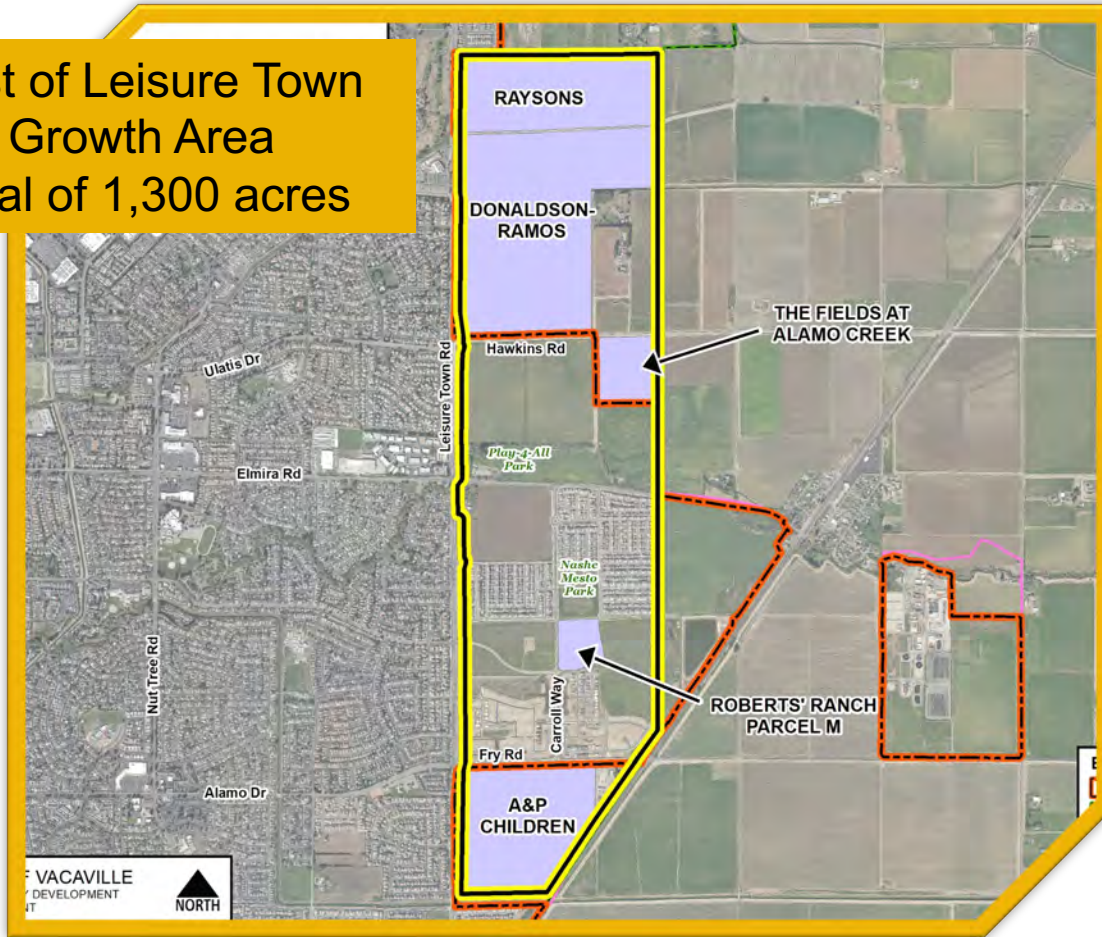 st of Leisure Town
Growth Area
al of 1,300 acres
RAYSONS
DONALDSON-
RAMOS
THE FIELDS AT
ALAMO CREEK
Hawkins Rd
Ulatis Dr
Leisure Town Rd
Play-4-All
Park
Elmira Rd
Nashe
Mesto
Park
Nut Tree Rd
Carroll Way
ROBERTS' RANCH
PARCEL M
Fry Rd
Alamo Dr
A&P
CHILDREN
VACAVILLE
DEVELOPMENT
NORTH